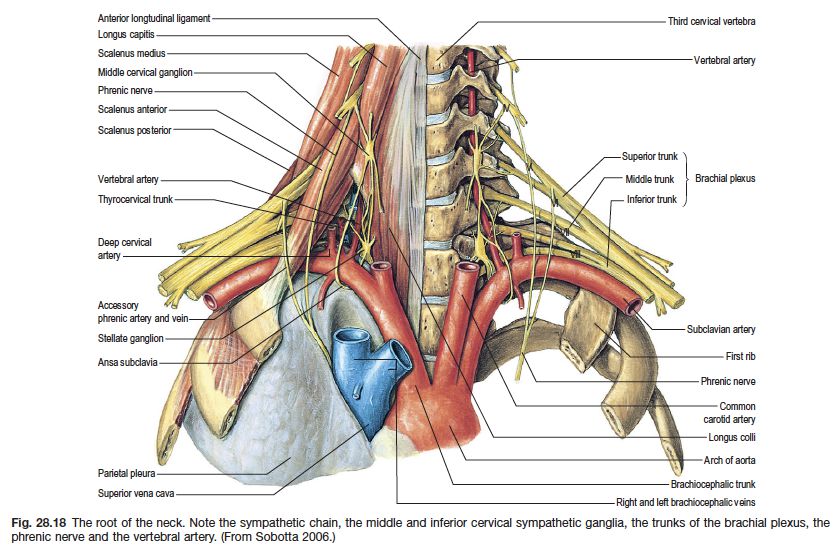 Anterior longtudinal ligament
Longus capitis
Scalenus medius
Middle cervical ganglion
Phrenic nerve
Scalenus anterior
Scalenus posterior
Vertebral artery
Thyrocervical trunk
Deep cervical
artery
Accessory
phrenic artery and vein
Stellate ganglion
Ansa subclavia
Parietal pleura
Superior vena cava
Third cervical vertebra
Vertebral artery
Superior trunk
Middle trunk
Inferior trunk
Brachial plexus
VI
VII
VIII
Subclavian artery
First rib
Phrenic nerve
Common
carotid artery
Longus colli
Arch of aorta
Brachiocephalic trunk
Right and left brachiocephalic veins
Fig. 28.18 The root of the neck. Note the sympathetic chain, the middle and inferior cervical sympathetic ganglia, the trunks of the brachial plexus, the
phrenic nerve and the vertebral artery. (From Sobotta 2006.)